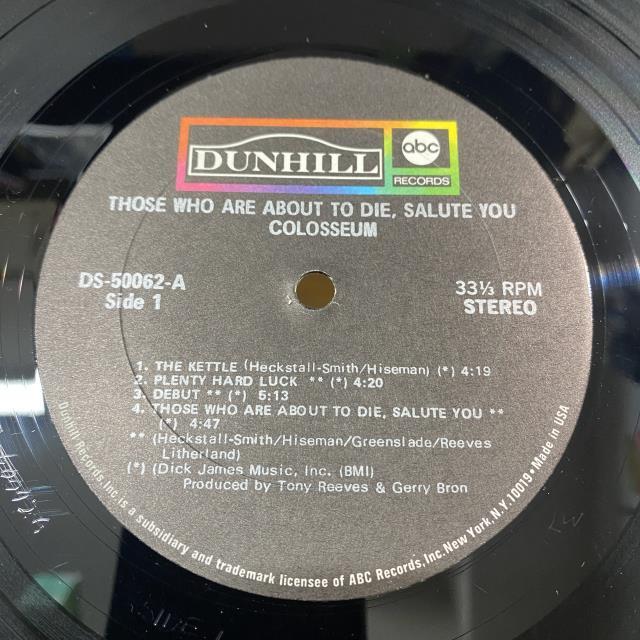 DUNHILL
abc
RECORDS
THOSE WHO ARE ABOUT TO DIE, SALUTE YOU
COLOSSEUM
DS-50062-A
Side 1
33⅓ RPM
STEREO
1. THE KETTLE (Heckstall-Smith/Hiseman) (*) 4:19
2. PLENTY HARD LUCK ** (*) 4:20
3. DEBUT ** (*) 5:13
4. THOSE WHO ARE ABOUT TO DIE, SALUTE YOU **
(*) 4:47
** (Heckstall-Smith/Hiseman/Greenslade/Reeves
Litherland)
(*) (Dick James Music, Inc. (BMI)
Produced by Tony Reeves & Gerry Bron
Dunhill Records, Inc. is a subsidiary and trademark licensee of ABC Records, Inc. New York, N.Y. 10019 • Made in USA